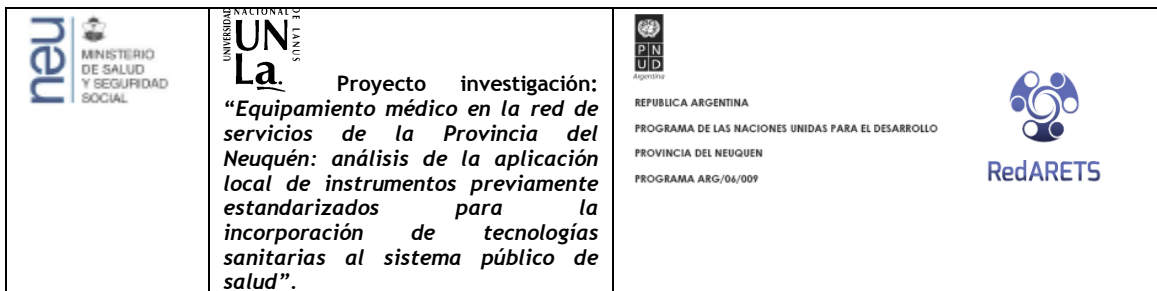 neu
MINISTERIO
DE SALUD
Y SEGURIDAD
SOCIAL
UNIVERSIDAD NACIONAL DE LANUS
UN
La.
Proyecto investigación:
“Equipamiento médico en la red de
servicios de la Provincia del
Neuquén: análisis de la aplicación
local de instrumentos previamente
estandarizados para la
incorporación de tecnologías
sanitarias al sistema público de
salud”.
PN
UD
Argentina
REPUBLICA ARGENTINA
PROGRAMA DE LAS NACIONES UNIDAS PARA EL DESARROLLO
PROVINCIA DEL NEUQUEN
PROGRAMA ARG/06/009
RedARETS